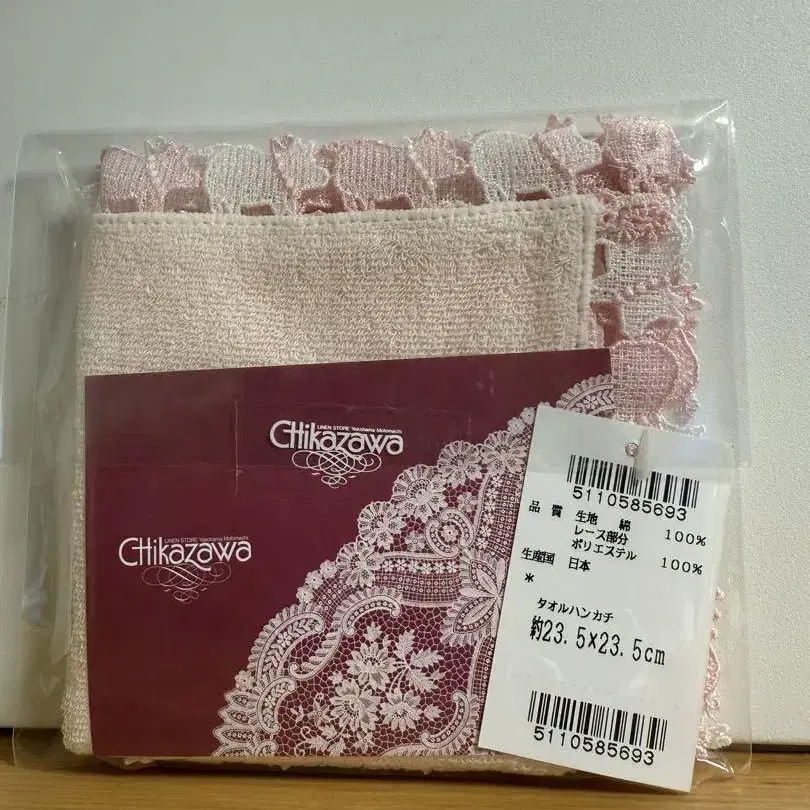 LINEN STORE Yokohama Motomachi
CHikazawa
LINEN STORE Yokohama Motomachi
CHikazawa
5110585693
品質 生地 綿 100%
レース部分
ポリエステル 100%
生産国 日本
*
タオルハンカチ
約23.5×23.5cm
5110585693